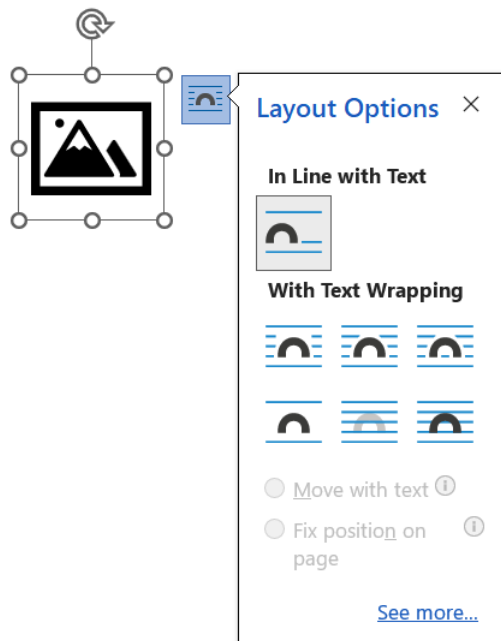 Layout Options
In Line with Text
With Text Wrapping
Move with text
Fix position on
page
See more...